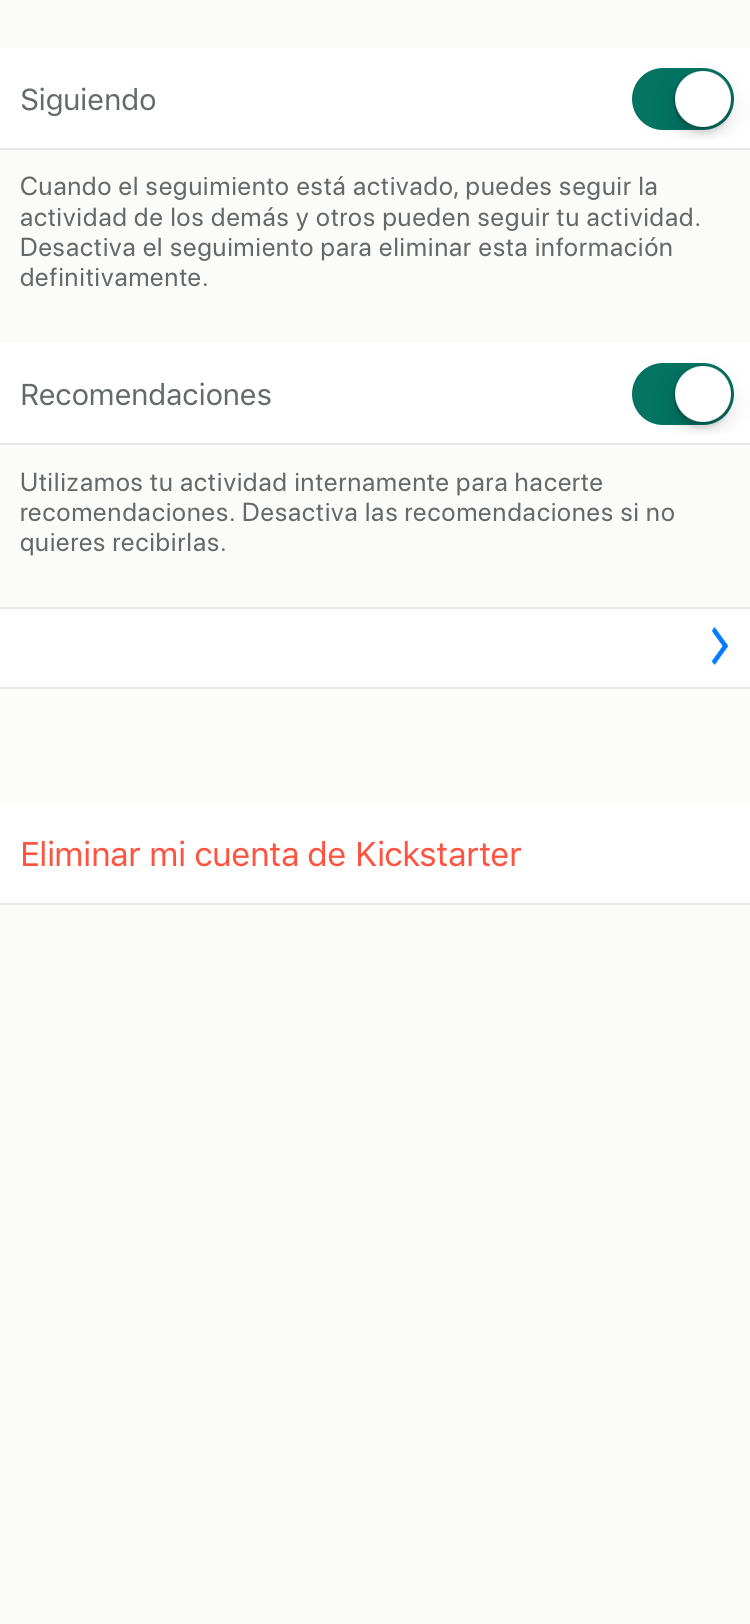 Siguiendo
Cuando el seguimiento está activado, puedes seguir la
actividad de los demás y otros pueden seguir tu actividad.
Desactiva el seguimiento para eliminar esta información
definitivamente.
Recomendaciones
Utilizamos tu actividad internamente para hacerte
recomendaciones. Desactiva las recomendaciones si no
quieres recibirlas.
Eliminar mi cuenta de Kickstarter